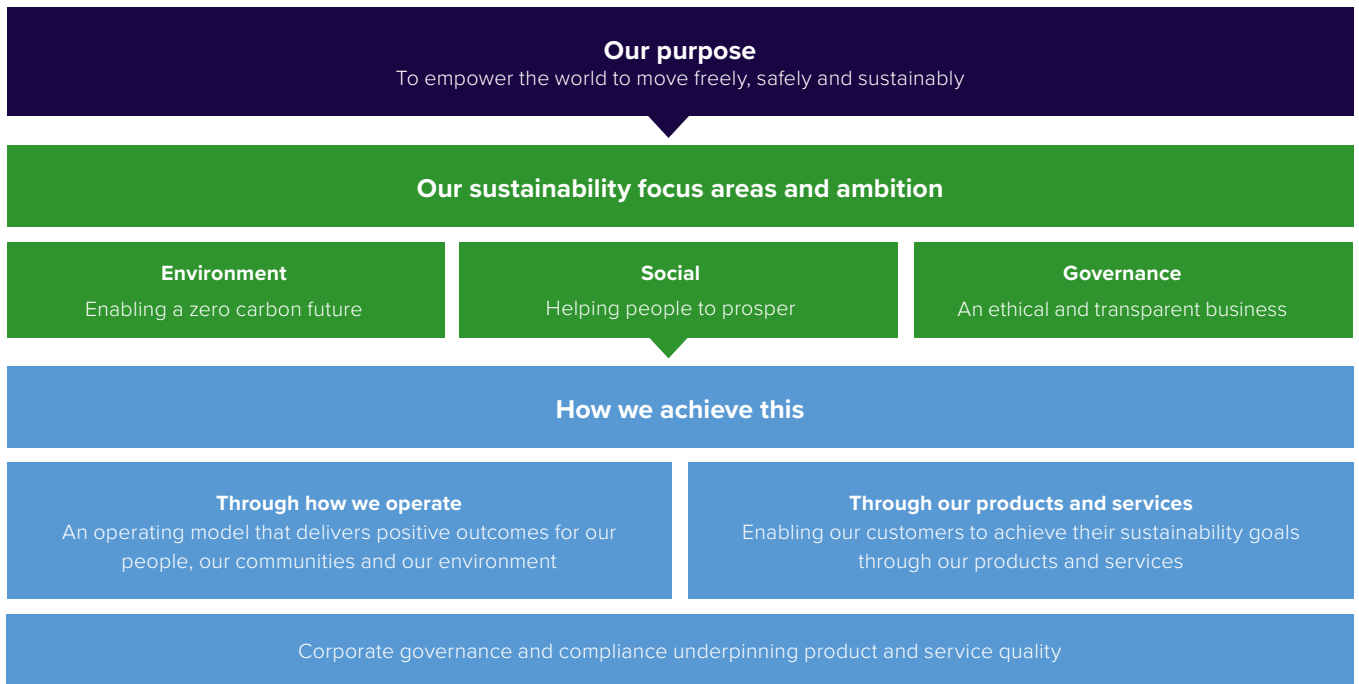 Our purpose
To empower the world to move freely, safely and sustainably
Our sustainability focus areas and ambition
Environment
Enabling a zero carbon future
Social
Helping people to prosper
Governance
An ethical and transparent business
How we achieve this
Through how we operate
An operating model that delivers positive outcomes for our
people, our communities and our environment
Through our products and services
Enabling our customers to achieve their sustainability goals
through our products and services
Corporate governance and compliance underpinning product and service quality